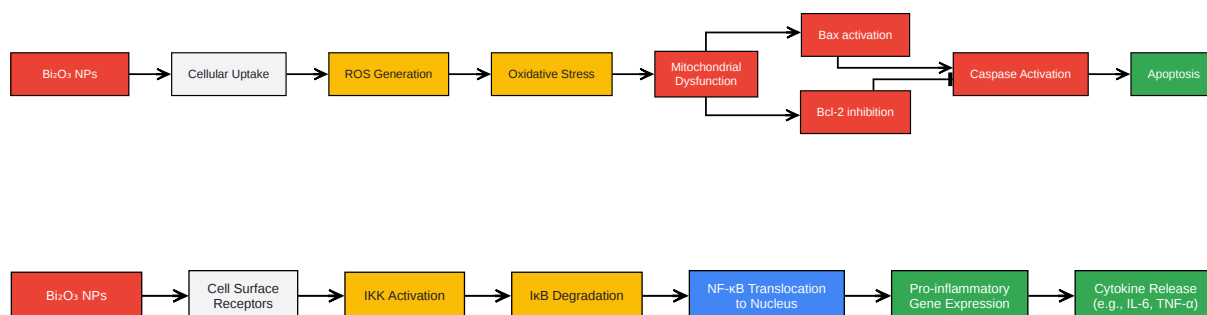 Bi₂O₃ NPs
Cellular Uptake
ROS Generation
Oxidative Stress
Mitochondrial
Dysfunction
Bax activation
Bcl-2 inhibition
Caspase Activation
Apoptosis
Bi₂O₃ NPs
Cell Surface
Receptors
IKK Activation
IκB Degradation
NF-κB Translocation
to Nucleus
Pro-inflammatory
Gene Expression
Cytokine Release
(e.g., IL-6, TNF-α)